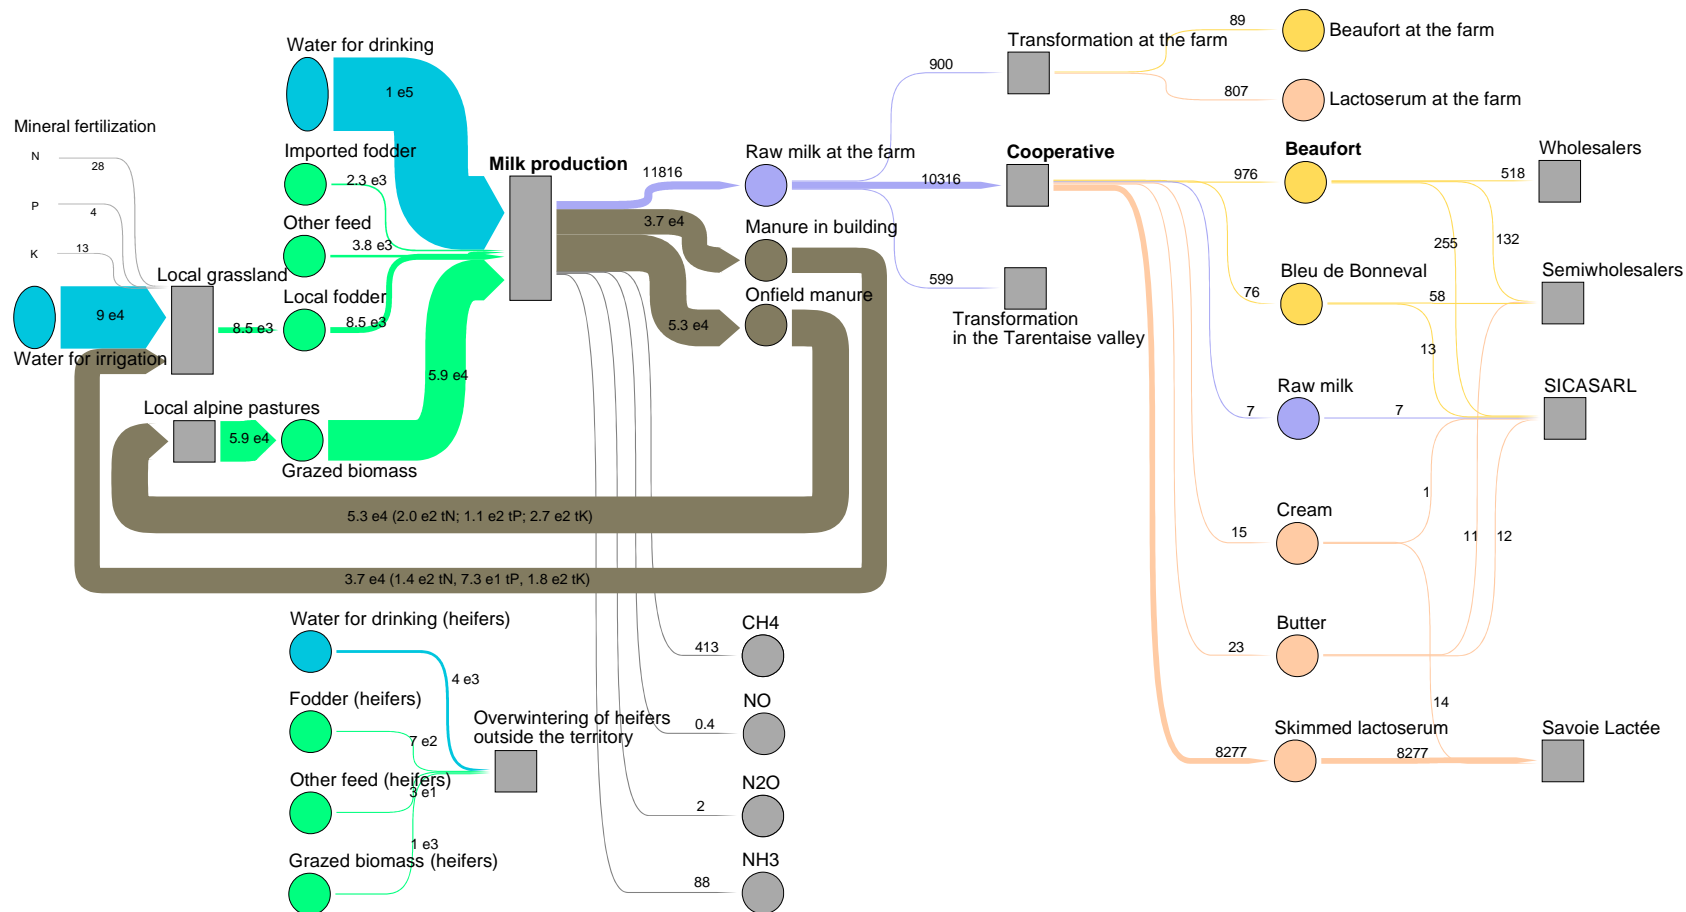 89
Beaufort at the farm
Water for drinking
Transformation at the farm
900
1 e5
807
Lactoserum at the farm
Mineral fertilization
N
28
Imported fodder
2.3 e3
Milk production
11816
Raw milk at the farm
10316
Cooperative
976
Beaufort
518
Wholesalers
P
4
Other feed
3.8 e3
3.7 e4
Manure in building
255
132
K
13
Local grassland
Bleu de Bonneval
Semiwholesalers
599
76
58
9 e4
Local fodder
8.5 e3
8.5 e3
5.3 e4
Onfield manure
Transformation
in the Tarentaise valley
Water for irrigation
13
5.9 e4
Raw milk
7
7
SICASARL
Local alpine pastures
5.9 e4
Grazed biomass
1
5.3 e4 (2.0 e2 tN; 1.1 e2 tP; 2.7 e2 tK)
Cream
15
11
12
3.7 e4 (1.4 e2 tN, 7.3 e1 tP, 1.8 e2 tK)
Water for drinking (heifers)
CH4
413
Butter
23
4 e3
Fodder (heifers)
7 e2
Overwintering of heifers
outside the territory
NO
0.4
14
Skimmed lactoserum
8277
8277
Savoie Lactée
Other feed (heifers)
3 e1
N2O
2
1 e3
Grazed biomass (heifers)
NH3
88